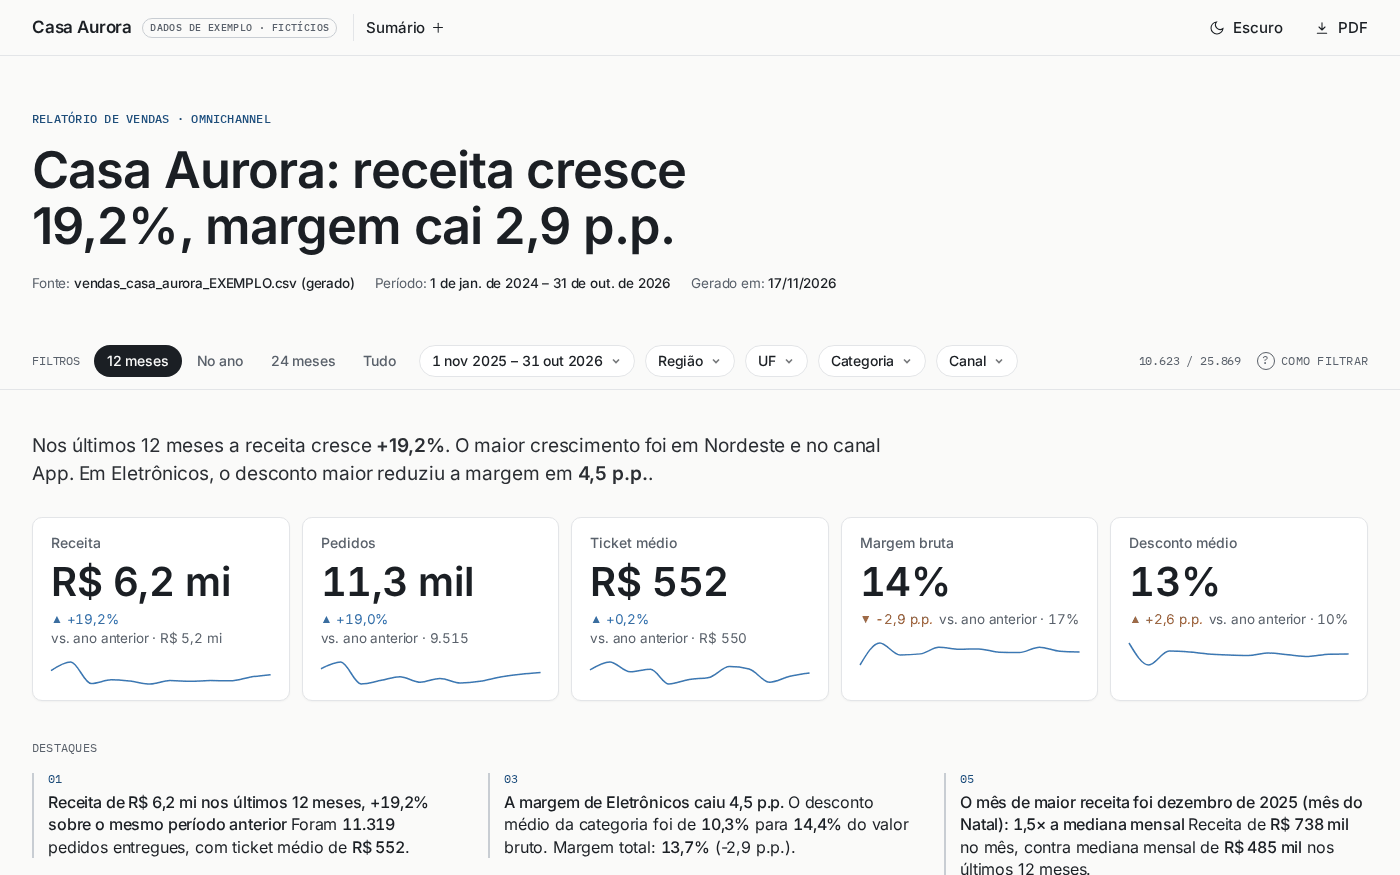 Casa Aurora
DADOS DE EXEMPLO · FICTÍCIOS
Sumário +
Escuro
PDF
RELATÓRIO DE VENDAS · OMNICHANNEL
Casa Aurora: receita cresce
19,2%, margem cai 2,9 p.p.
Fonte: vendas_casa_aurora_EXEMPLO.csv (gerado) Período: 1 de jan. de 2024 – 31 de out. de 2026 Gerado em: 17/11/2026
FILTROS 12 meses No ano 24 meses Tudo 1 nov 2025 – 31 out 2026 Região UF Categoria Canal 10.623 / 25.869 ? COMO FILTRAR
Nos últimos 12 meses a receita cresce +19,2%. O maior crescimento foi em Nordeste e no canal
App. Em Eletrônicos, o desconto maior reduziu a margem em 4,5 p.p..
Receita
R$ 6,2 mi
▲ +19,2%
vs. ano anterior · R$ 5,2 mi
Pedidos
11,3 mil
▲ +19,0%
vs. ano anterior · 9.515
Ticket médio
R$ 552
▲ +0,2%
vs. ano anterior · R$ 550
Margem bruta
14%
▼ -2,9 p.p. vs. ano anterior · 17%
Desconto médio
13%
▲ +2,6 p.p. vs. ano anterior · 10%
DESTAQUES
01
Receita de R$ 6,2 mi nos últimos 12 meses, +19,2%
sobre o mesmo período anterior Foram 11.319
pedidos entregues, com ticket médio de R$ 552.
03
A margem de Eletrônicos caiu 4,5 p.p. O desconto
médio da categoria foi de 10,3% para 14,4% do valor
bruto. Margem total: 13,7% (-2,9 p.p.).
05
O mês de maior receita foi dezembro de 2025 (mês do
Natal): 1,5× a mediana mensal Receita de R$ 738 mil
no mês, contra mediana mensal de R$ 485 mil nos
últimos 12 meses.